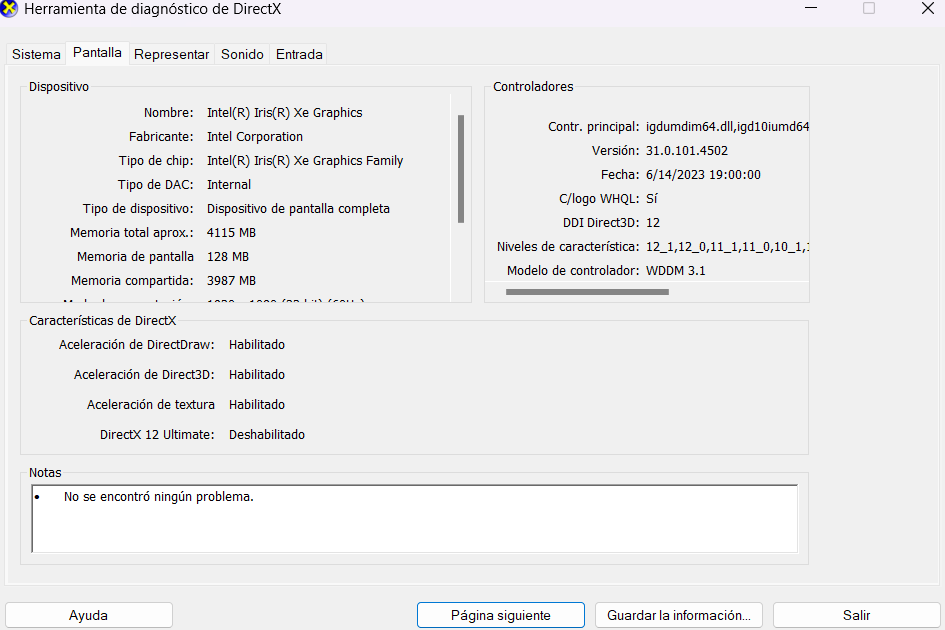 Herramienta de diagnóstico de DirectX
Sistema Pantalla Representar Sonido Entrada
Dispositivo
Nombre: Intel(R) Iris(R) Xe Graphics
Fabricante: Intel Corporation
Tipo de chip: Intel(R) Iris(R) Xe Graphics Family
Tipo de DAC: Internal
Tipo de dispositivo: Dispositivo de pantalla completa
Memoria total aprox.: 4115 MB
Memoria de pantalla 128 MB
Memoria compartida: 3987 MB
Controladores
Contr. principal: igdumdim64.dll,igd10iumd64
Versión: 31.0.101.4502
Fecha: 6/14/2023 19:00:00
C/logo WHQL: Sí
DDI Direct3D: 12
Niveles de característica: 12_1,12_0,11_1,11_0,10_1,
Modelo de controlador: WDDM 3.1
Características de DirectX
Aceleración de DirectDraw: Habilitado
Aceleración de Direct3D: Habilitado
Aceleración de textura Habilitado
DirectX 12 Ultimate: Deshabilitado
Notas
• No se encontró ningún problema.
Ayuda Página siguiente Guardar la información... Salir